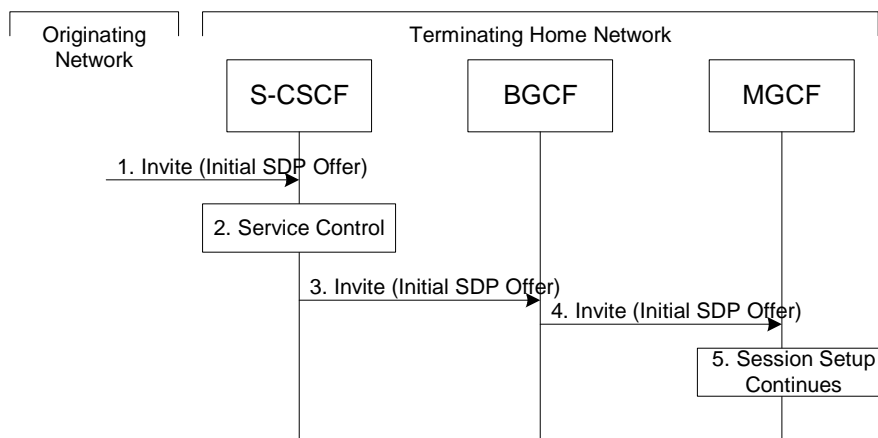 Originating
Network
Terminating Home Network
S-CSCF
BGCF
MGCF
1. Invite (Initial SDP Offer)
2. Service Control
3. Invite (Initial SDP Offer)
4. Invite (Initial SDP Offer)
5. Session Setup
Continues